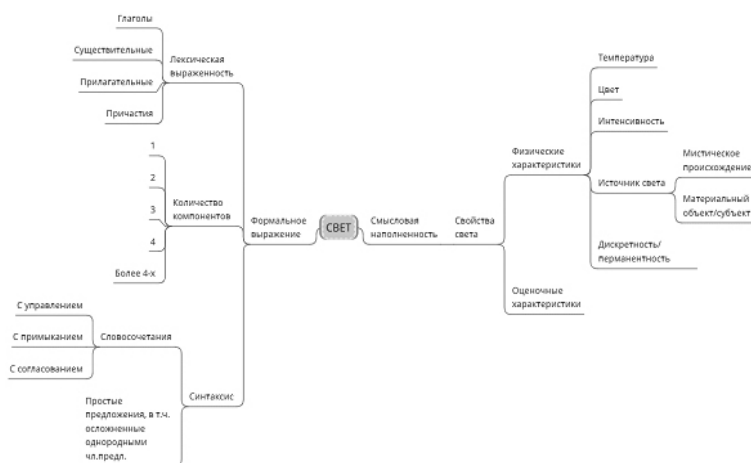 Глаголы
Существительные
Прилагательные
Причастия
Лексическая
выраженность
1
2
3
4
Более 4-х
Количество
компонентов
С управлением
С примыканием
С согласованием
Словосочетания
Простые
предложения, в т.ч.
осложненные
однородными
чл.предл.
Синтаксис
Формальное
выражение
СВЕТ
Смысловая
наполненность
Свойства
света
Физические
характеристики
Температура
Цвет
Интенсивность
Источник света
Мистическое
происхождение
Материальный
объект/субъект
Дискретность/
перманентность
Оценочные
характеристики